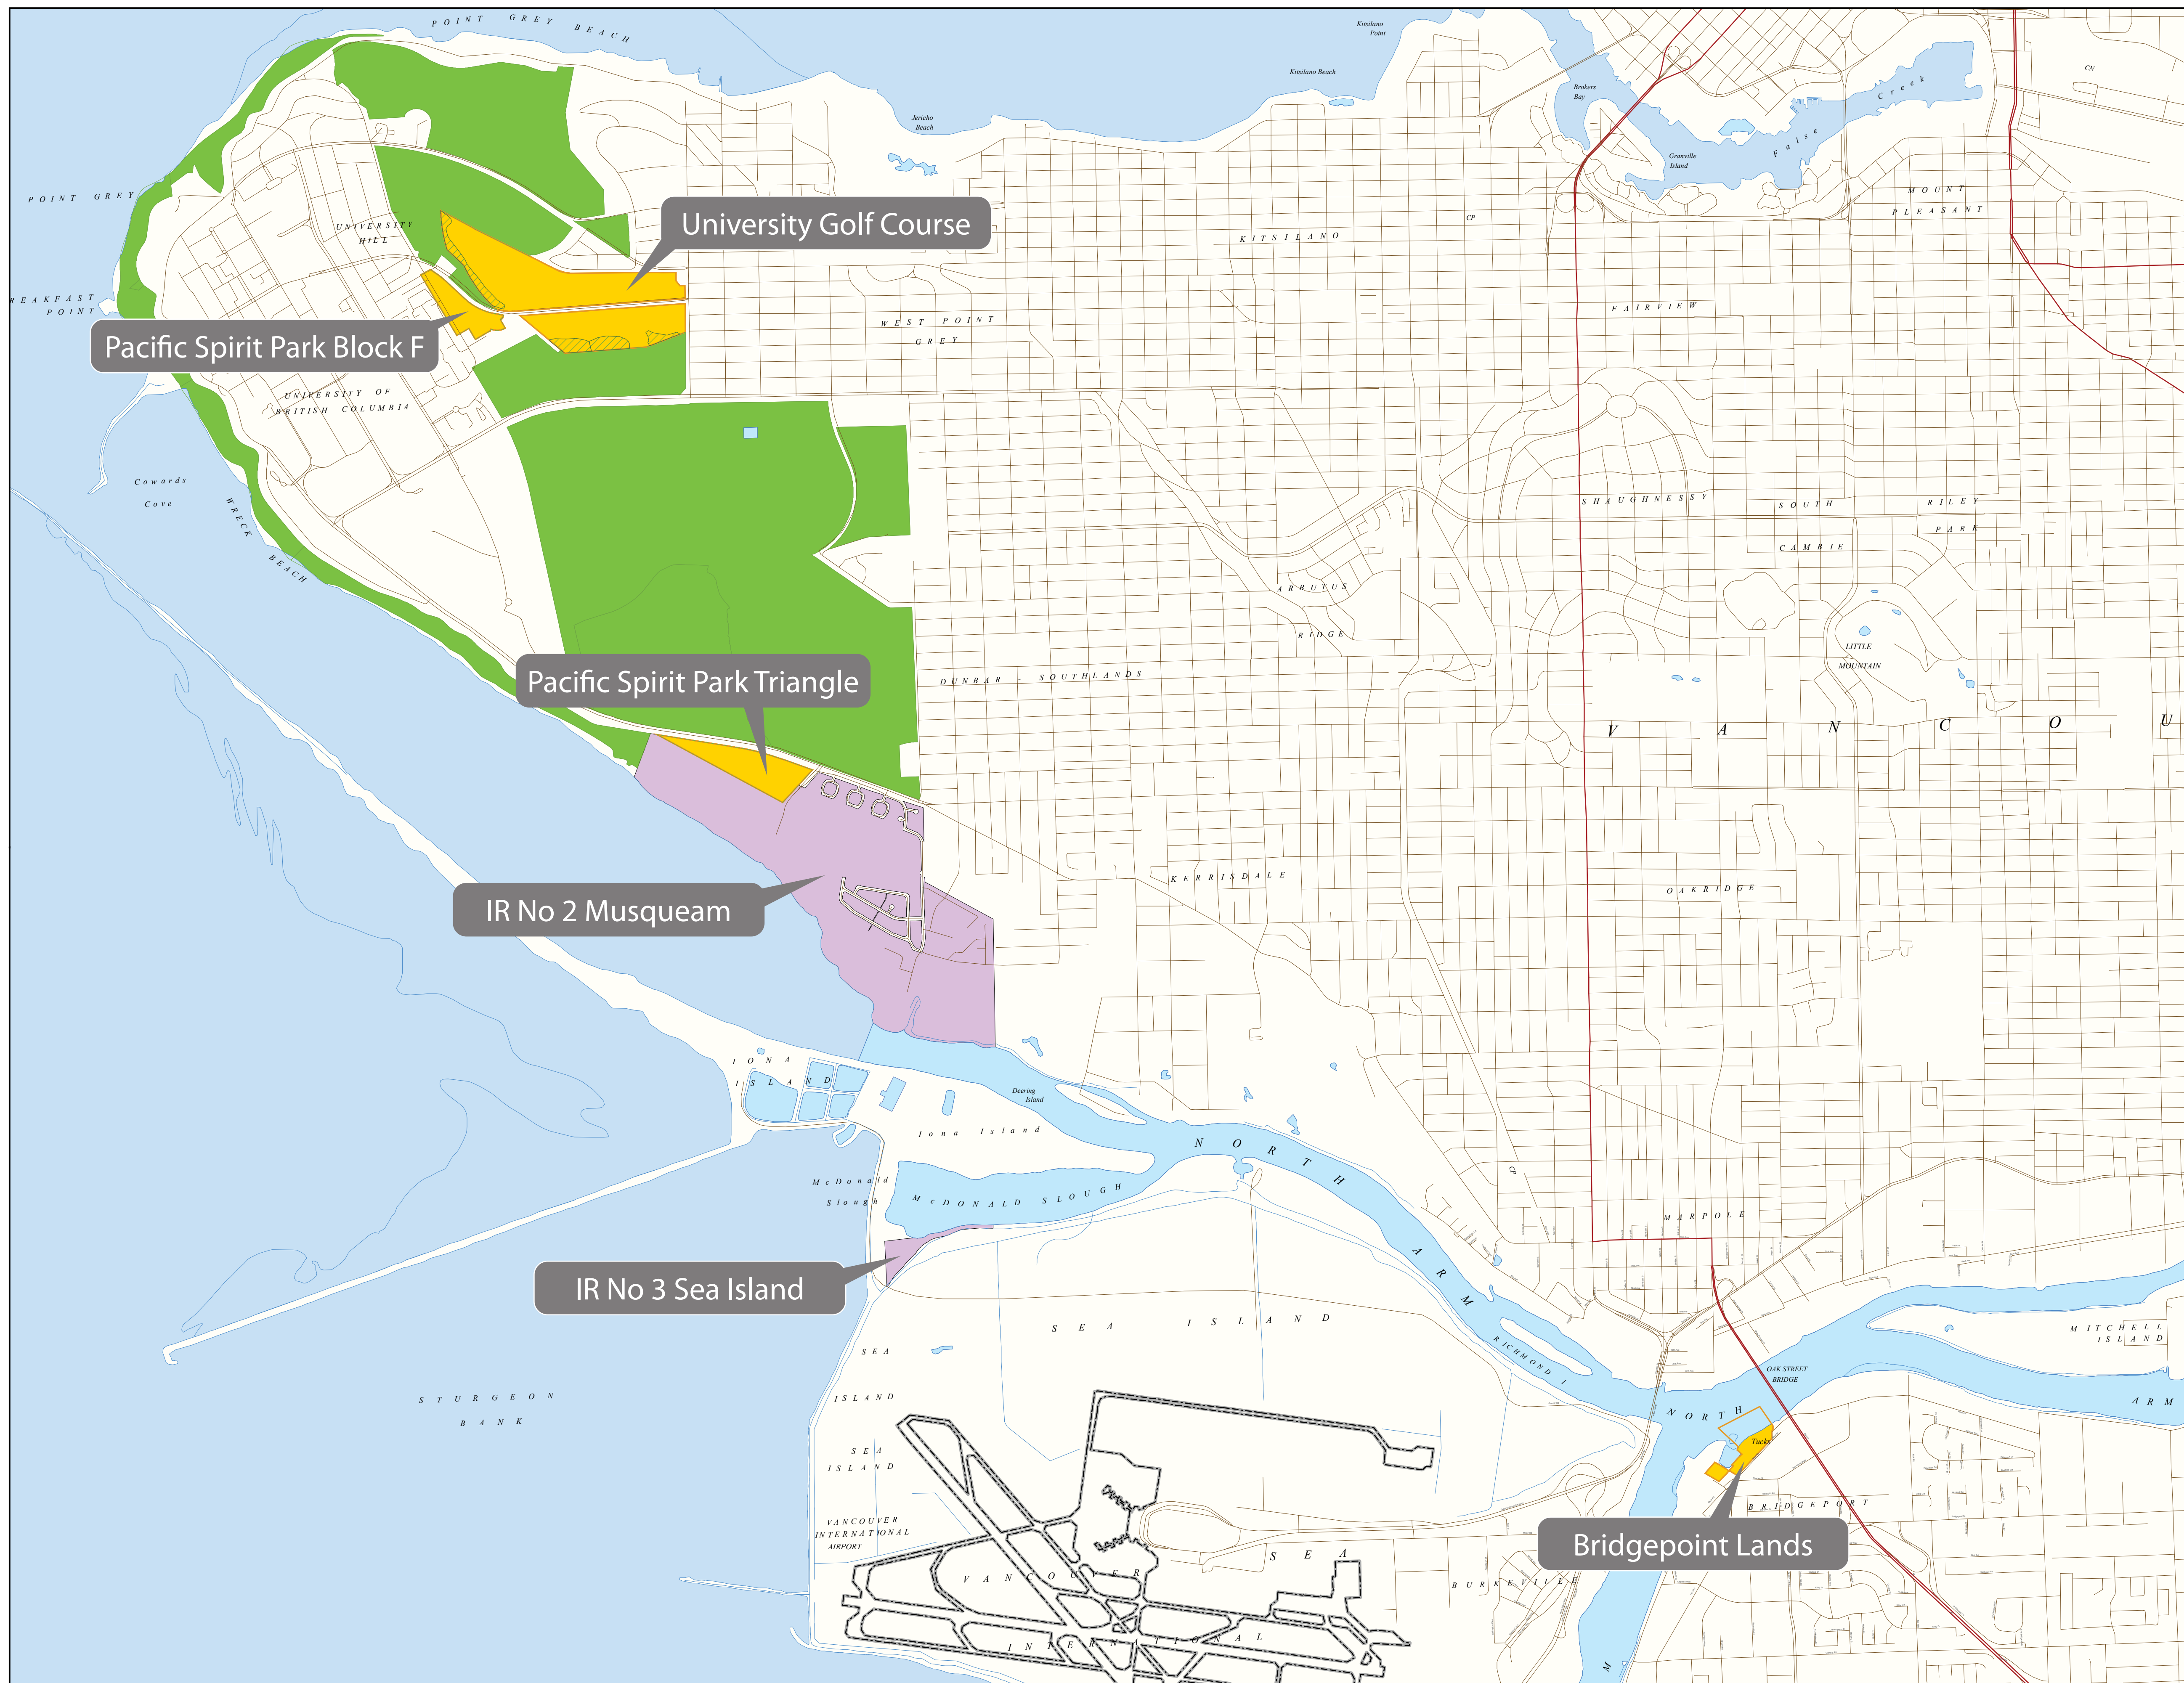 POINT GREY BEACH
Kitsilano
Point
Kitsilano Beach
CN
Brokers
Bay
False Creek
Jericho
Beach
Granville
Island
POINT GREY
MOUNT
PLEASANT
CP
UNIVERSITY
HILL
University Golf Course
KITSILANO
REAKFAST
POINT
WEST POINT
GREY
FAIRVIEW
Pacific Spirit Park Block F
UNIVERSITY OF
BRITISH COLUMBIA
Cowards
Cove
WRECK
BEACH
SHAUGHNESSY
SOUTH
CAMBIE
RILEY
PARK
ARBUTUS
RIDGE
LITTLE
MOUNTAIN
DUNBAR - SOUTHLANDS
Pacific Spirit Park Triangle
VANCOU
KERRISDALE
OAKRIDGE
IR No 2 Musqueam
IONA
ISLAND
Deering
Island
Iona Island
NORTH
ARM
McDonald
Slough
McDONALD SLOUGH
CP
MARPOLE
IR No 3 Sea Island
SEA ISLAND
RICHMOND I
MITCHELL
ISLAND
SEA
ISLAND
OAK STREET
BRIDGE
STURGEON
BANK
NORTH
ARM
Tucks
SEA
ISLAND
BRIDGEPORT
VANCOUVER
INTERNATIONAL
AIRPORT
Bridgepoint Lands
SEA
VANCOUVER
BURKEVILLE
INTERNATIONAL
M